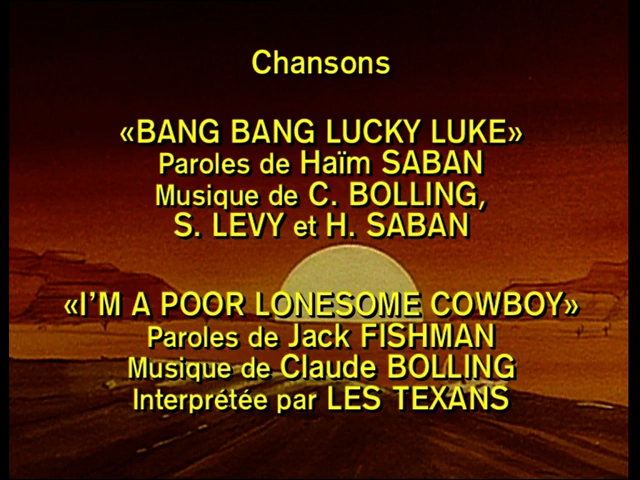 Chansons
«BANG BANG LUCKY LUKE»
Paroles de Haïm SABAN
Musique de C. BOLLING,
S. LEVY et H. SABAN
«I'M A POOR LONESOME COWBOY»
Paroles de Jack FISHMAN
Musique de Claude BOLLING
Interprétée par LES TEXANS